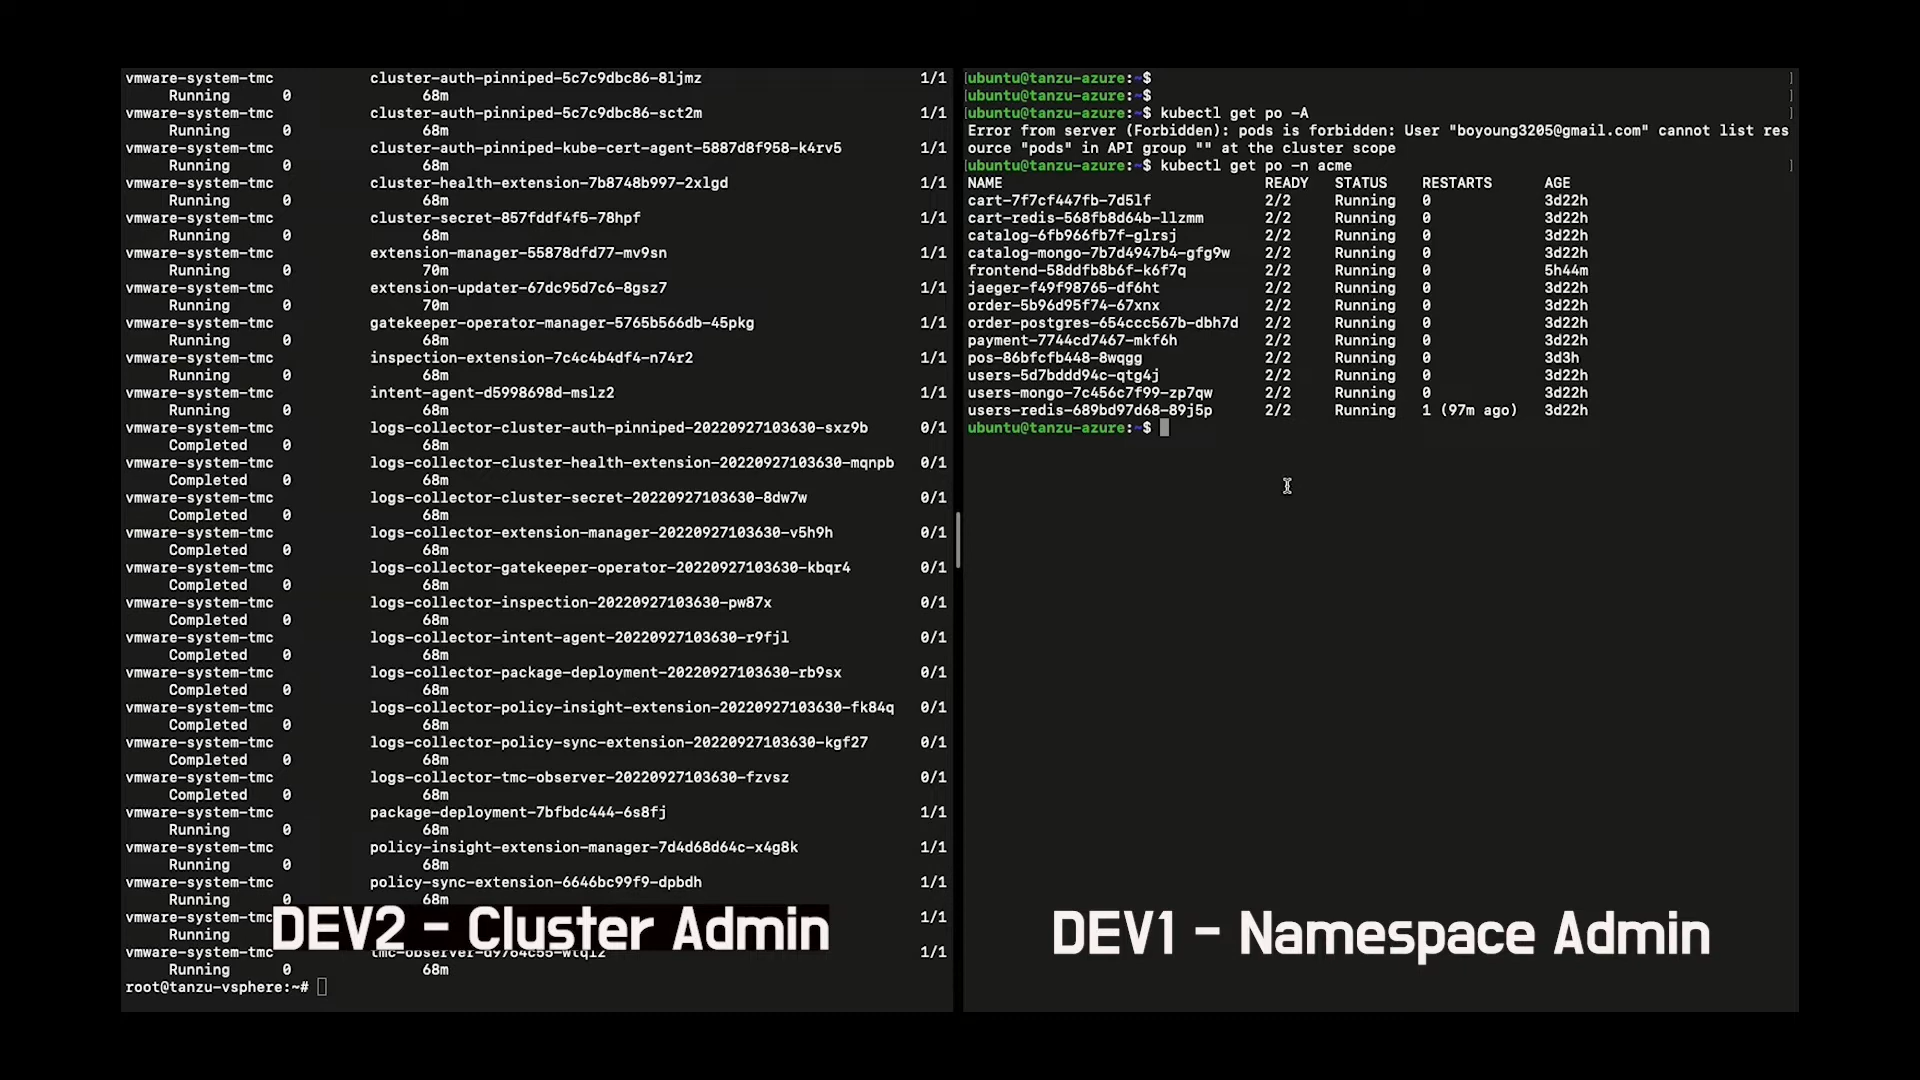 vmware-system-tmc cluster-auth-pinniped-5c7c9dbc86-8ljmz 1/1
Running 0 68m
vmware-system-tmc cluster-auth-pinniped-5c7c9dbc86-sct2m 1/1
Running 0 68m
vmware-system-tmc cluster-auth-pinniped-kube-cert-agent-5887d8f958-k4rv5 1/1
Running 0 68m
vmware-system-tmc cluster-health-extension-7b8748b997-2xlgd 1/1
Running 0 68m
vmware-system-tmc cluster-secret-857fddf4f5-78hpf 1/1
Running 0 68m
vmware-system-tmc extension-manager-55878dfd77-mv9sn 1/1
Running 0 70m
vmware-system-tmc extension-updater-67dc95d7c6-8gsz7 1/1
Running 0 70m
vmware-system-tmc gatekeeper-operator-manager-5765b566db-45pkg 1/1
Running 0 68m
vmware-system-tmc inspection-extension-7c4c4b4df4-n74r2 1/1
Running 0 68m
vmware-system-tmc intent-agent-d5998698d-mslz2 1/1
Running 0 68m
vmware-system-tmc logs-collector-cluster-auth-pinniped-20220927103630-sxz9b 0/1
Completed 0 68m
vmware-system-tmc logs-collector-cluster-health-extension-20220927103630-mqnpb 0/1
Completed 0 68m
vmware-system-tmc logs-collector-cluster-secret-20220927103630-8dw7w 0/1
Completed 0 68m
vmware-system-tmc logs-collector-extension-manager-20220927103630-v5h9h 0/1
Completed 0 68m
vmware-system-tmc logs-collector-gatekeeper-operator-20220927103630-kbqr4 0/1
Completed 0 68m
vmware-system-tmc logs-collector-inspection-20220927103630-pw87x 0/1
Completed 0 68m
vmware-system-tmc logs-collector-intent-agent-20220927103630-r9fjl 0/1
Completed 0 68m
vmware-system-tmc logs-collector-package-deployment-20220927103630-rb9sx 0/1
Completed 0 68m
vmware-system-tmc logs-collector-policy-insight-extension-20220927103630-fk84q 0/1
Completed 0 68m
vmware-system-tmc logs-collector-policy-sync-extension-20220927103630-kgf27 0/1
Completed 0 68m
vmware-system-tmc logs-collector-tmc-observer-20220927103630-fzvsz 0/1
Completed 0 68m
vmware-system-tmc package-deployment-7bfbdc444-6s8fj 1/1
Running 0 68m
vmware-system-tmc policy-insight-extension-manager-7d4d68d64c-x4g8k 1/1
Running 0 68m
vmware-system-tmc policy-sync-extension-6646bc99f9-dpbdh 1/1
Running 0 68m
vmware-system-tmc 1/1
Running
vmware-system-tmc 1/1
Running 0 68m
root@tanzu-vsphere:~#
DEV2 - Cluster Admin
[ubuntu@tanzu-azure:~$ ]
[ubuntu@tanzu-azure:~$ ]
[ubuntu@tanzu-azure:~$ kubectl get po -A ]
Error from server (Forbidden): pods is forbidden: User "boyoung3205@gmail.com" cannot list res
ource "pods" in API group "" at the cluster scope
[ubuntu@tanzu-azure:~$ kubectl get po -n acme ]
NAME READY STATUS RESTARTS AGE
cart-7f7cf447fb-7d5lf 2/2 Running 0 3d22h
cart-redis-568fb8d64b-llzmm 2/2 Running 0 3d22h
catalog-6fb966fb7f-glrsj 2/2 Running 0 3d22h
catalog-mongo-7b7d4947b4-gfg9w 2/2 Running 0 3d22h
frontend-58ddfb8b6f-k6f7q 2/2 Running 0 5h44m
jaeger-f49f98765-df6ht 2/2 Running 0 3d22h
order-5b96d95f74-67xnx 2/2 Running 0 3d22h
order-postgres-654ccc567b-dbh7d 2/2 Running 0 3d22h
payment-7744cd7467-mkf6h 2/2 Running 0 3d22h
pos-86bfcfb448-8wqgg 2/2 Running 0 3d3h
users-5d7bddd94c-qtg4j 2/2 Running 0 3d22h
users-mongo-7c456c7f99-zp7qw 2/2 Running 0 3d22h
users-redis-689bd97d68-89j5p 2/2 Running 1 (97m ago) 3d22h
ubuntu@tanzu-azure:~$
DEV1 - Namespace Admin